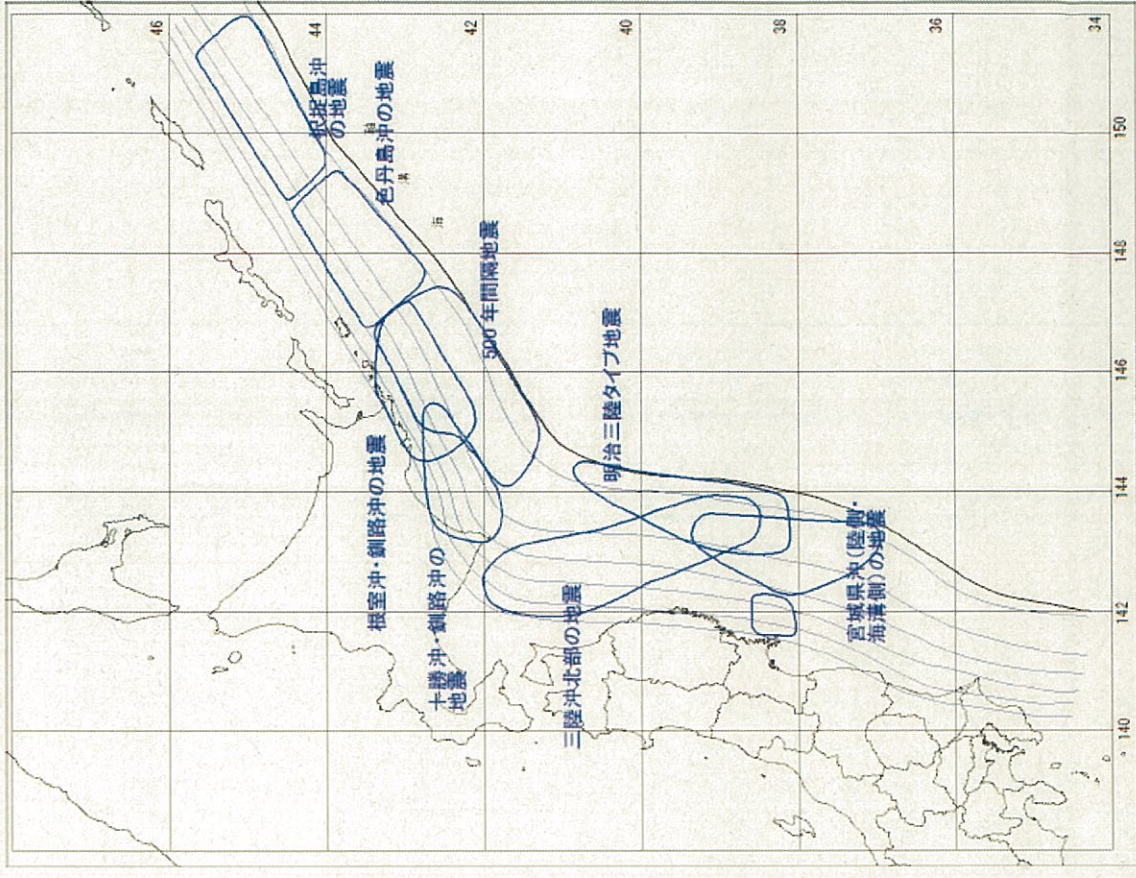 46
44
42
40
38
36
34
択捉島沖
の地震
色丹島沖の地震
海
溝
500 年間隔地震
明治三陸タイプ地震
根室沖・釧路沖の地震
十勝沖・釧路沖の
地震
三陸沖北部の地震
宮城県沖(陸側・
海溝側)の地震
150
148
146
144
142
140